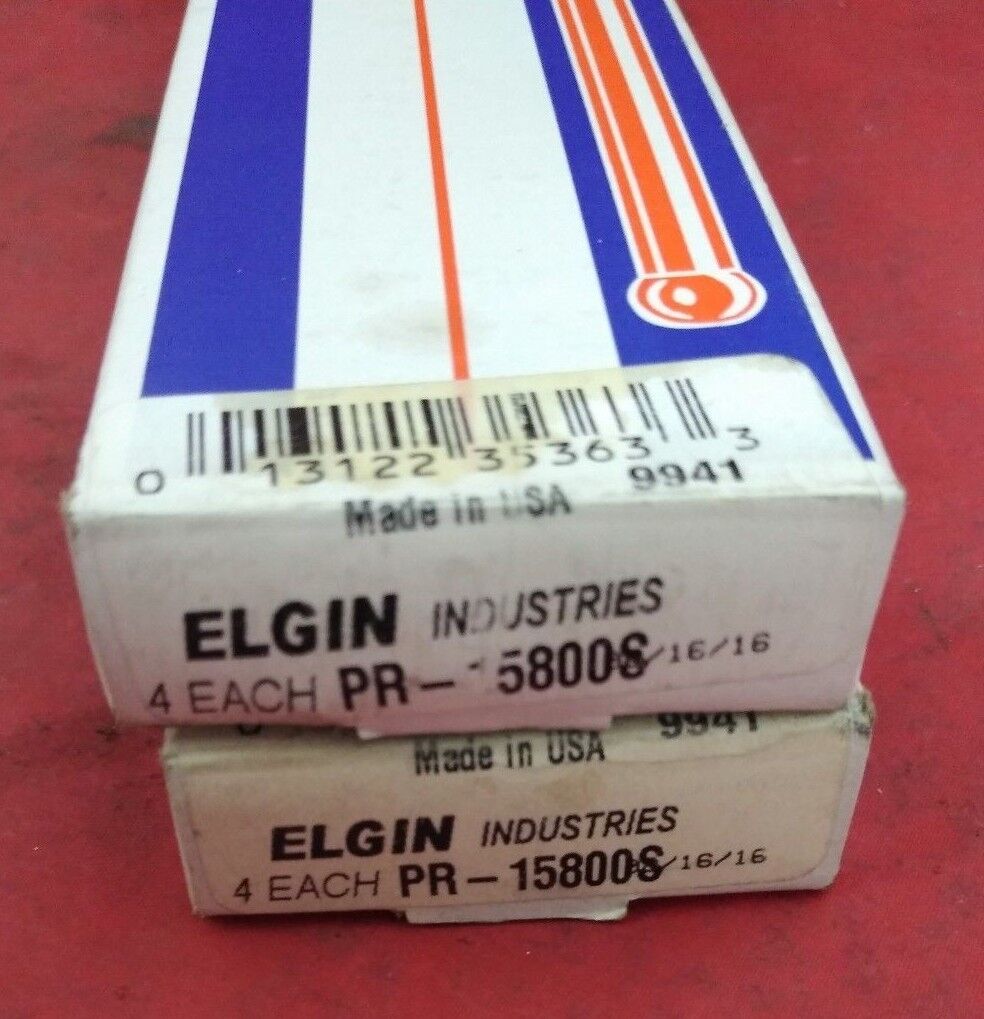 0 13122 35363 3
9941
Made in USA
ELGIN INDUSTRIES
4 EACH PR-15800S /16/16
9941
Made in USA
ELGIN INDUSTRIES
4 EACH PR-15800S /16/16